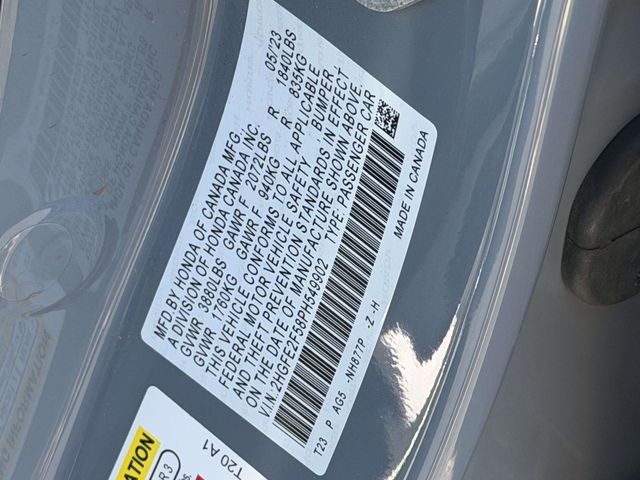 MFD BY HONDA OF CANADA MFG.
A DIVISION OF HONDA CANADA INC. 05/23
GVWR 3880LBS GAWR F 2072LBS R 1840LBS
GVWR 1760KG GAWR F. 940KG R 835KG
THIS VEHICLE CONFORMS TO ALL APPLICABLE
FEDERAL MOTOR VEHICLE SAFETY BUMPER,
AND THEFT PREVENTION STANDARDS IN EFFECT
ON THE DATE OF MANUFACTURE SHOWN ABOVE.
V.I.N: 2HGFE2F58PH549902 TYPE: PASSENGER CAR
T23 P AG5 -NH877P -Z -H MADE IN CANADA
T20 A1